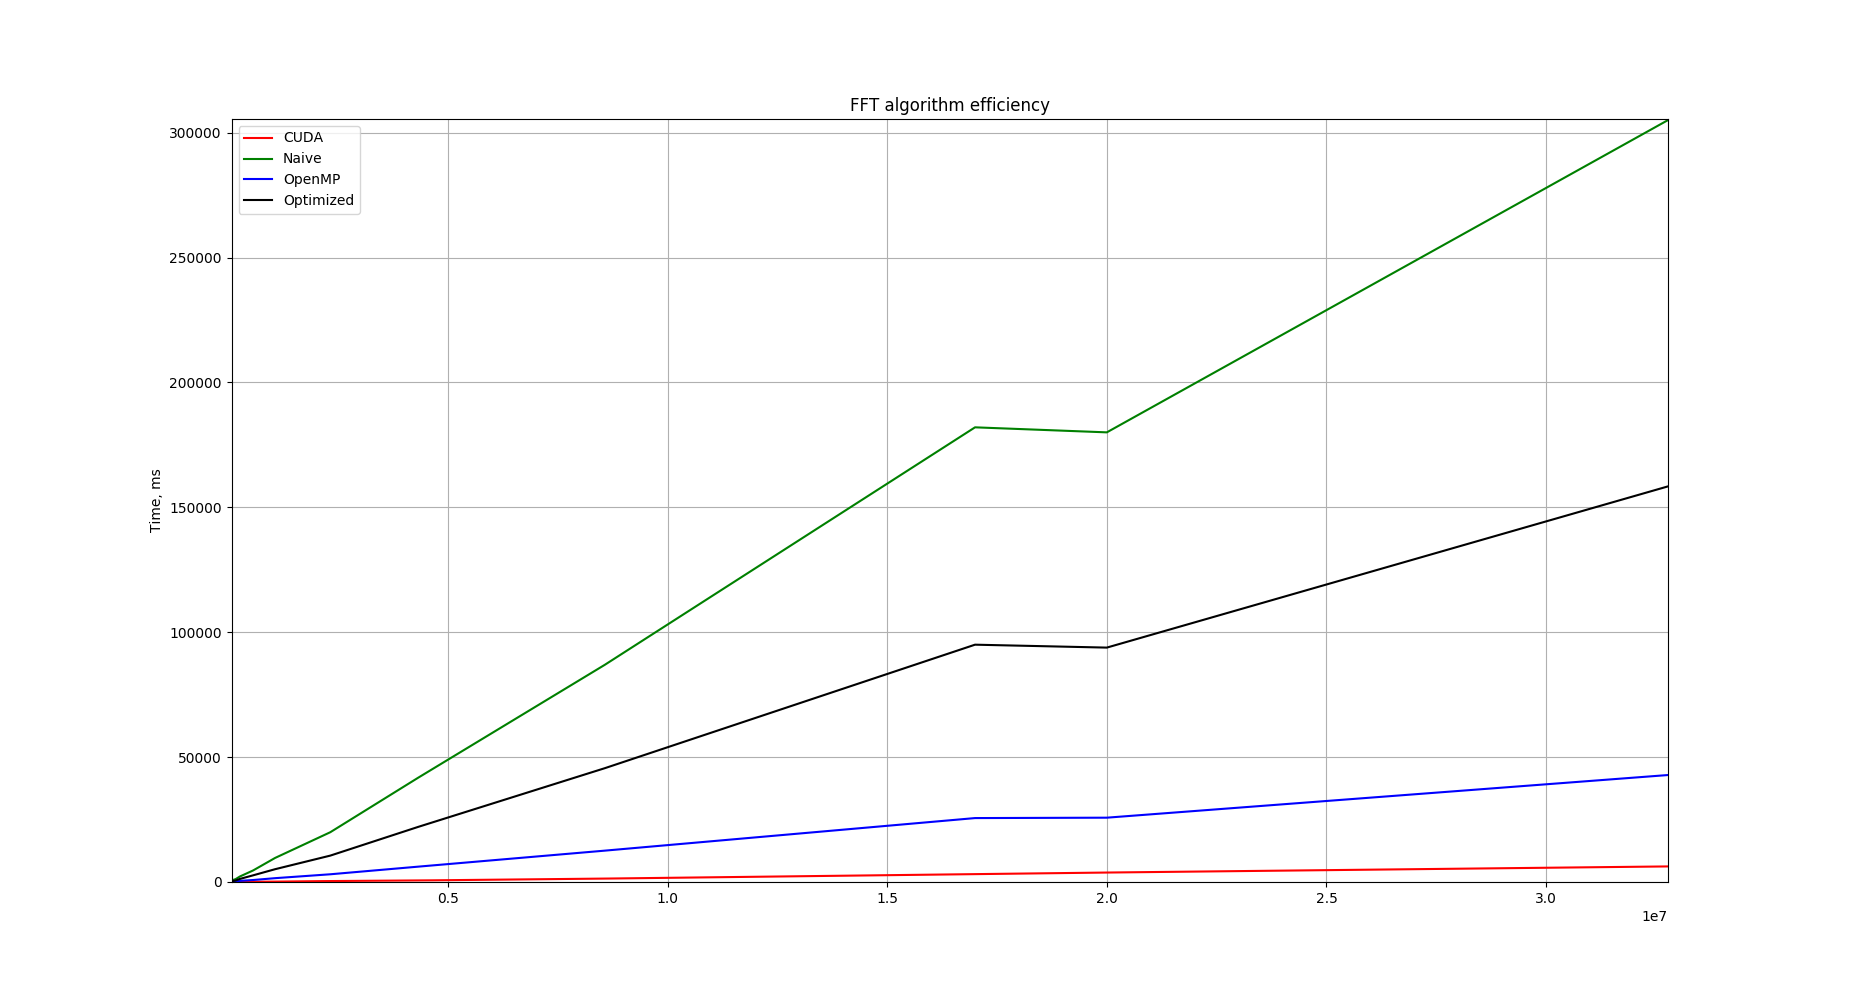 FFT algorithm efficiency
CUDA
Naive
OpenMP
Optimized
300000
250000
200000
150000
100000
50000
0
Time, ms
0.5 1.0 1.5 2.0 2.5 3.0
1e7